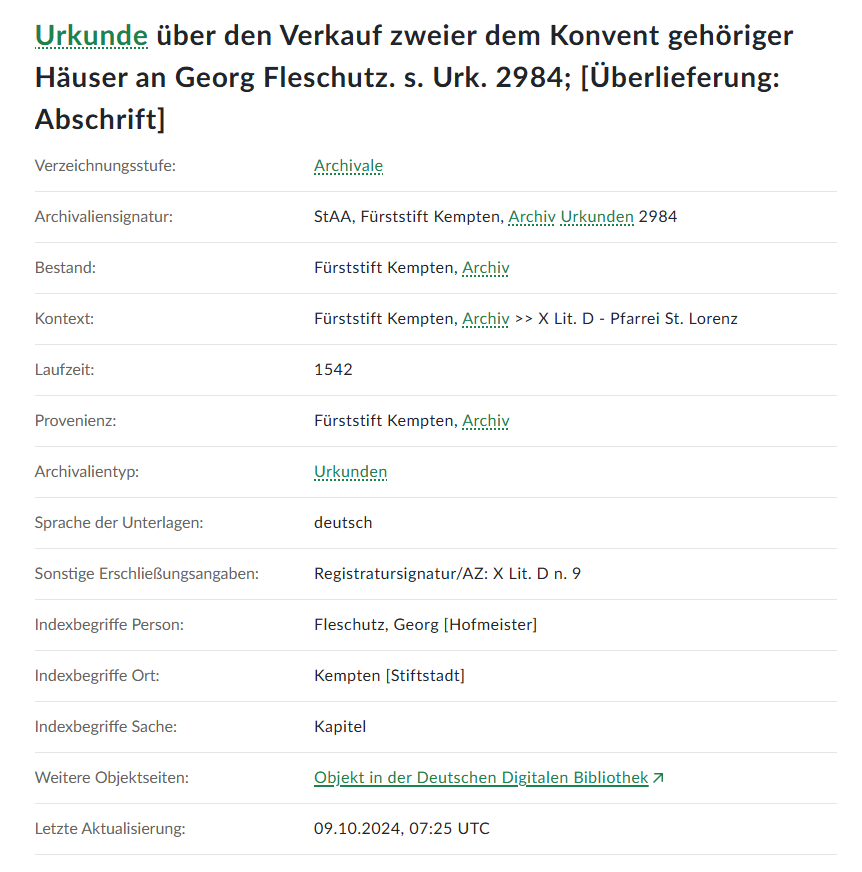 Urkunde über den Verkauf zweier dem Konvent gehöriger
Häuser an Georg Fleschutz. s. Urk. 2984; [Überlieferung:
Abschrift]
Verzeichnungsstufe: Archivale
Archivaliensignatur: StAA, Fürststift Kempten, Archiv Urkunden 2984
Bestand: Fürststift Kempten, Archiv
Kontext: Fürststift Kempten, Archiv >> X Lit. D - Pfarrei St. Lorenz
Laufzeit: 1542
Provenienz: Fürststift Kempten, Archiv
Archivalientyp: Urkunden
Sprache der Unterlagen: deutsch
Sonstige Erschließungsangaben: Registratursignatur/AZ: X Lit. D n. 9
Indexbegriffe Person: Fleschutz, Georg [Hofmeister]
Indexbegriffe Ort: Kempten [Stiftstadt]
Indexbegriffe Sache: Kapitel
Weitere Objektseiten: Objekt in der Deutschen Digitalen Bibliothek
Letzte Aktualisierung: 09.10.2024, 07:25 UTC